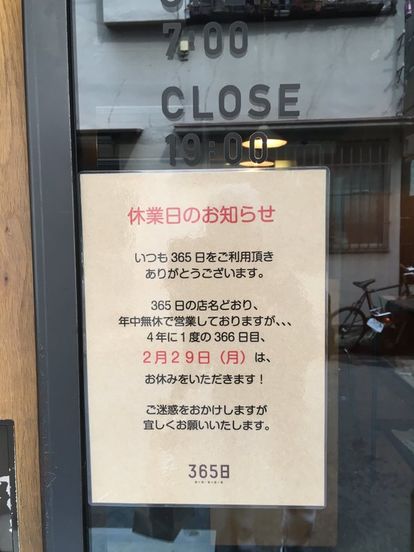 7:00
CLOSE
19:00
休業日のお知らせ
いつも365日をご利用頂き
ありがとうございます。
365日の店名どおり、
年中無休で営業しておりますが、、、
4年に1度の366日目、
2月29日（月）は、
お休みをいただきます！
ご迷惑をおかけしますが
宜しくお願いいたします。
365日